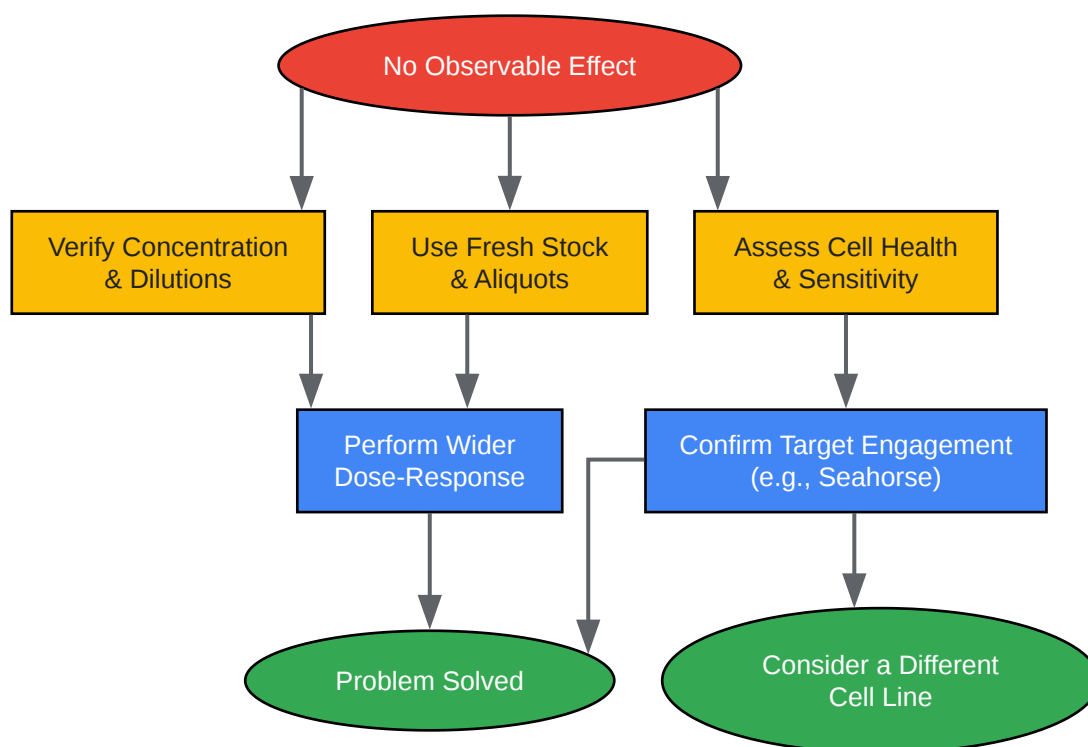 No Observable Effect
Verify Concentration
& Dilutions
Use Fresh Stock
& Aliquots
Assess Cell Health
& Sensitivity
Perform Wider
Dose-Response
Confirm Target Engagement
(e.g., Seahorse)
Problem Solved
Consider a Different
Cell Line